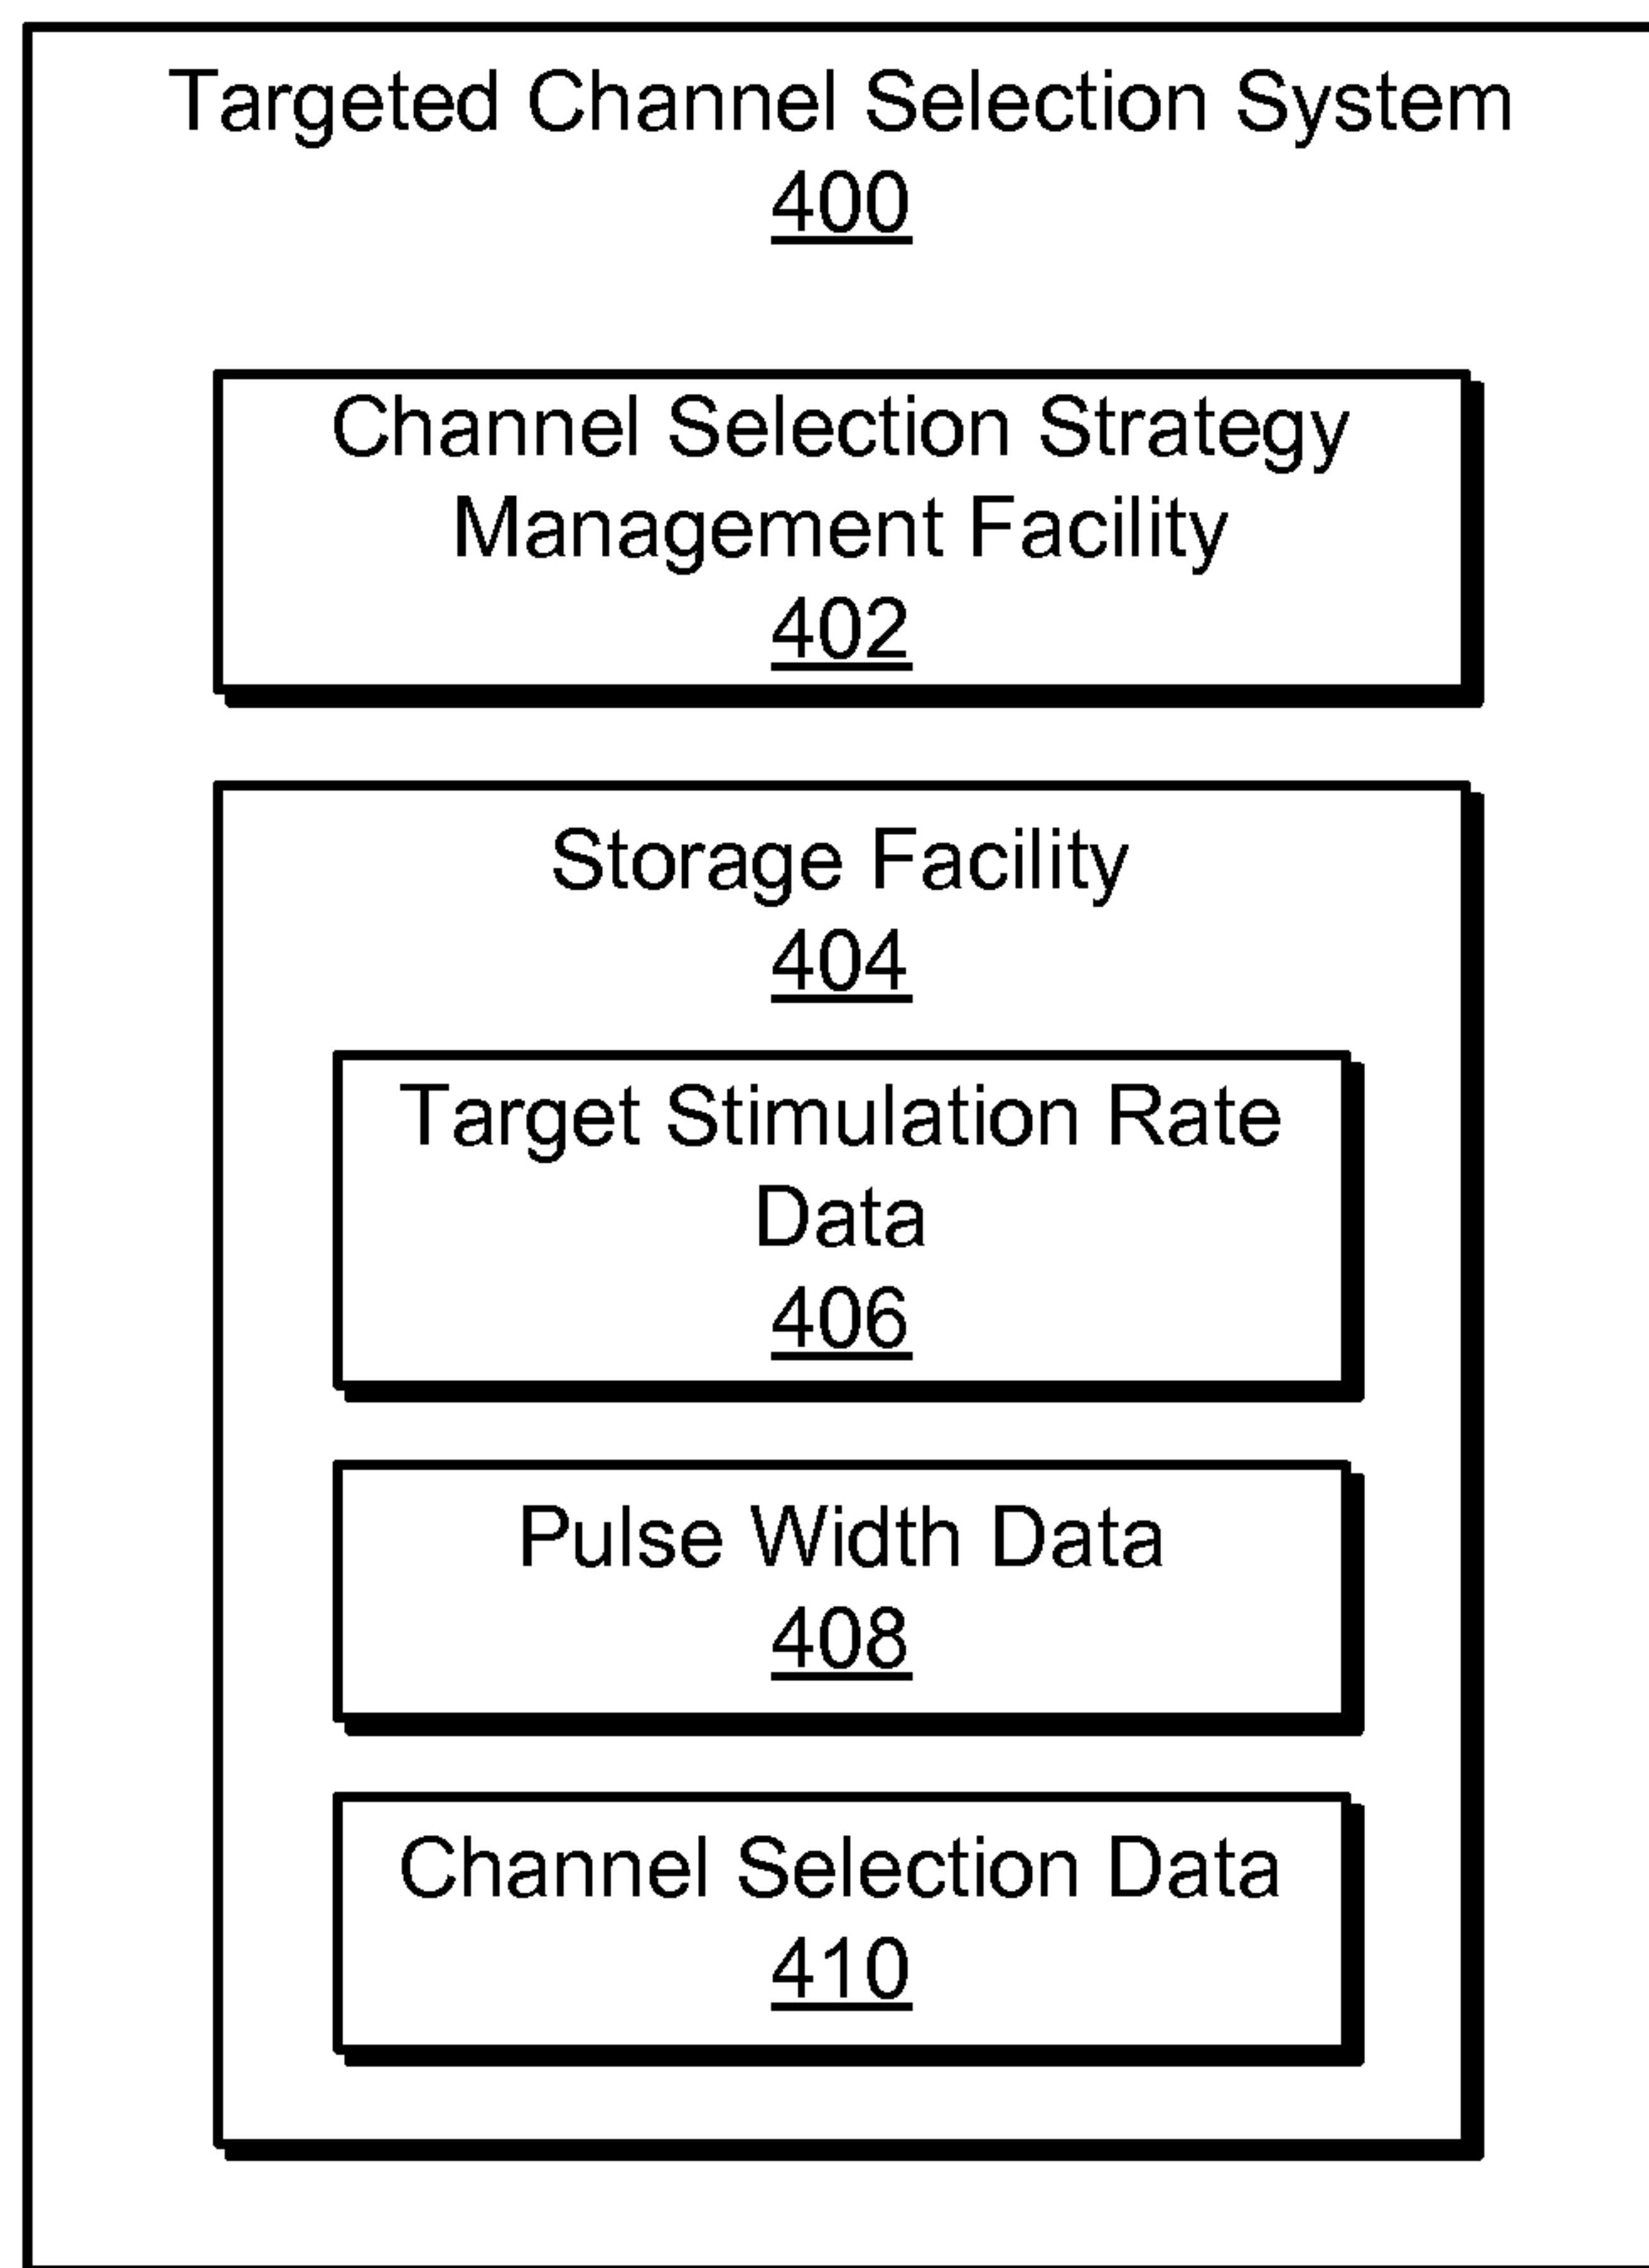 Targeted Channel Selection System
400
Channel Selection Strategy
Management Facility
402
Storage Facility
404
Target Stimulation Rate
Data
406
Pulse Width Data
408
Channel Selection Data
410